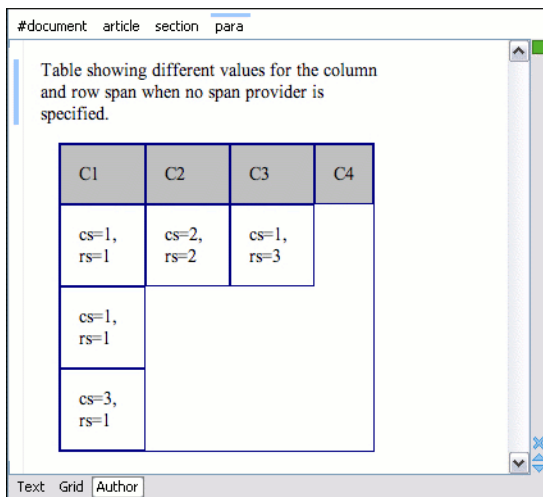 #document article section para
Table showing different values for the column
and row span when no span provider is
specified.
C1 C2 C3 C4
cs=1, cs=2, cs=1,
rs=1 rs=2 rs=3
cs=1,
rs=1
cs=3,
rs=1
Text Grid Author